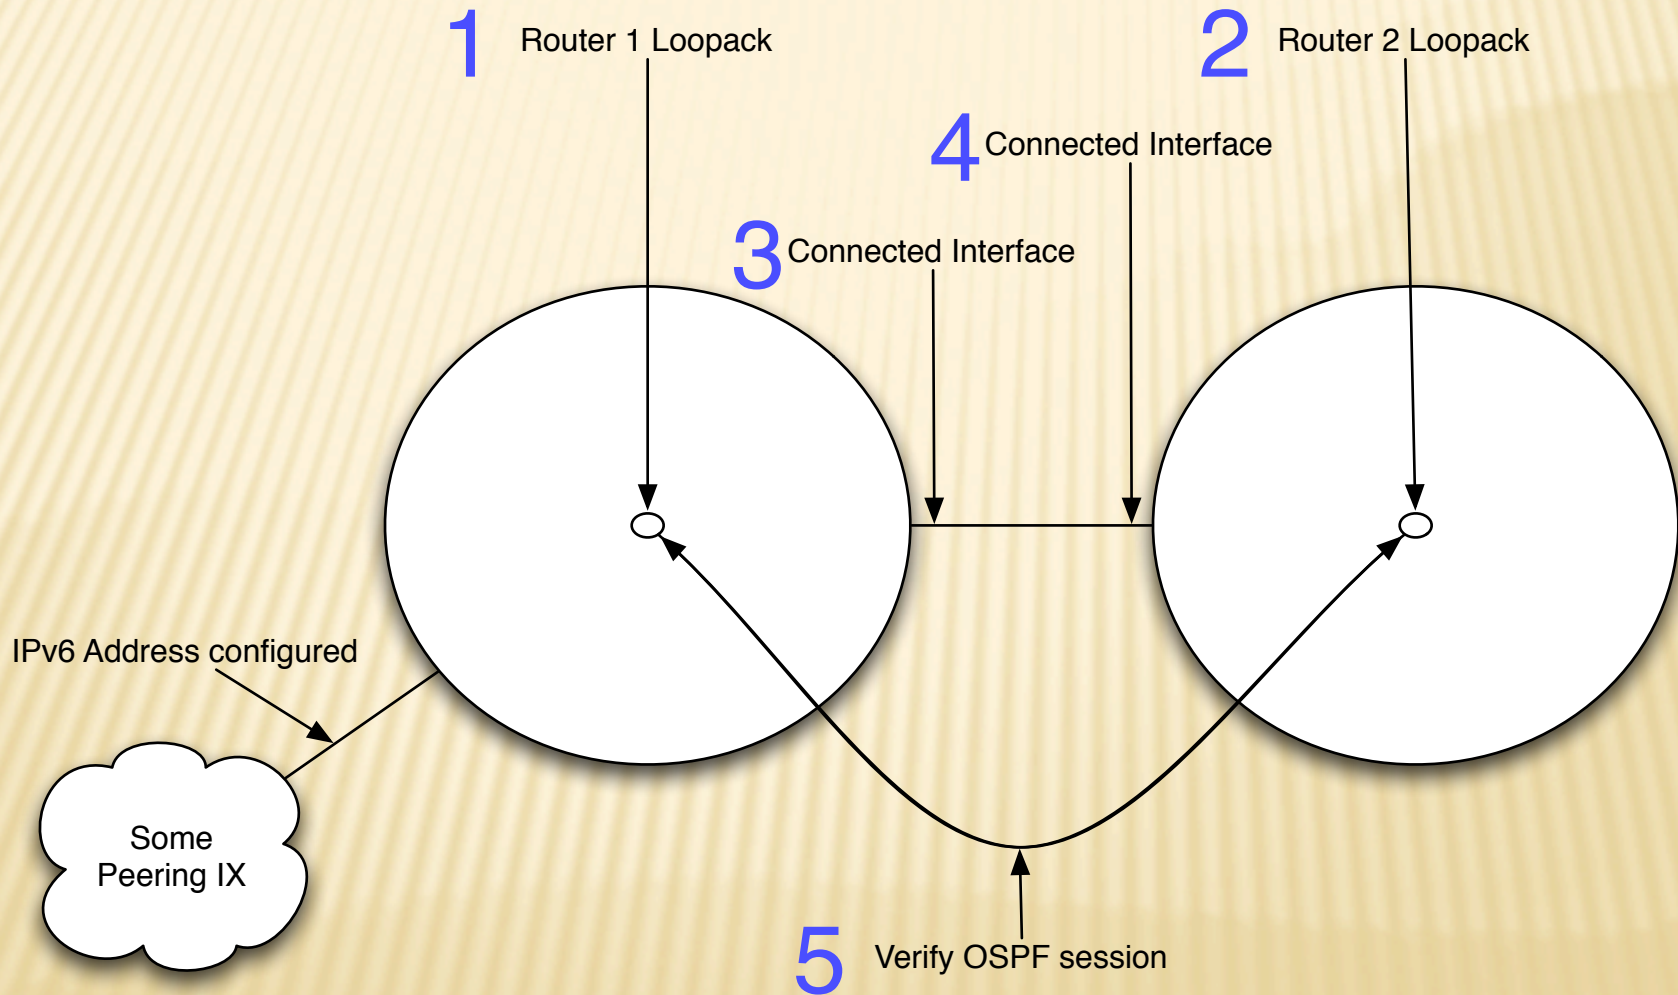 1 Router 1 Loopack
2 Router 2 Loopack
4 Connected Interface
3 Connected Interface
IPv6 Address configured
Some
Peering IX
5 Verify OSPF session